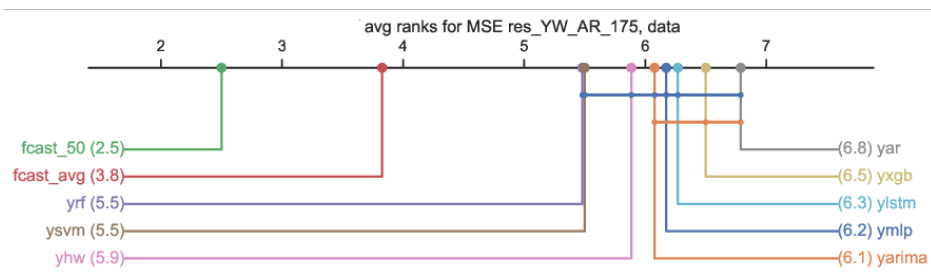 avg ranks for MSE res_YW_AR_175, data
2 3 4 5 6 7
fcast_50 (2.5) (6.8) yar
fcast_avg (3.8) (6.5) yxgb
yrf (5.5) (6.3) ylstm
ysvm (5.5) (6.2) ymlp
yhw (5.9) (6.1) yarima